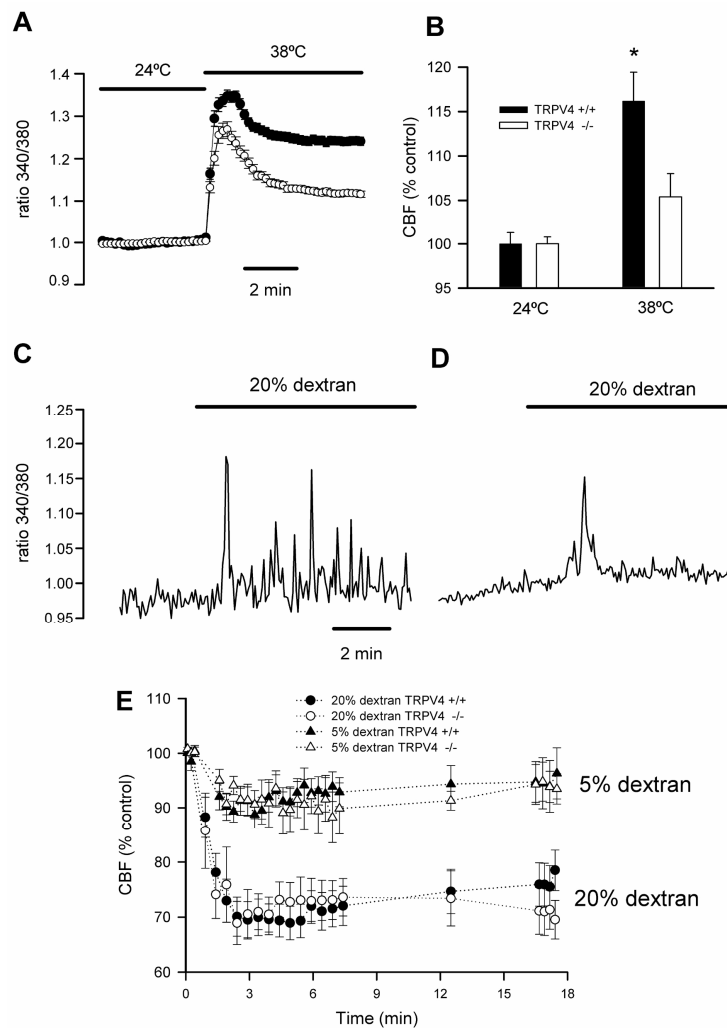 A
24ºC
38ºC
ratio 340/380
1.4
1.3
1.2
1.1
1.0
0.9
2 min
B
*
TRPV4 +/+
TRPV4 -/-
CBF (% control)
120
115
110
105
100
95
24ºC
38ºC
C
20% dextran
ratio 340/380
1.25
1.20
1.15
1.10
1.05
1.00
0.95
2 min
D
20% dextran
E
20% dextran TRPV4 +/+
20% dextran TRPV4 -/-
5% dextran TRPV4 +/+
5% dextran TRPV4 -/-
CBF (% control)
110
100
90
80
70
60
5% dextran
20% dextran
0 3 6 9 12 15 18
Time (min)